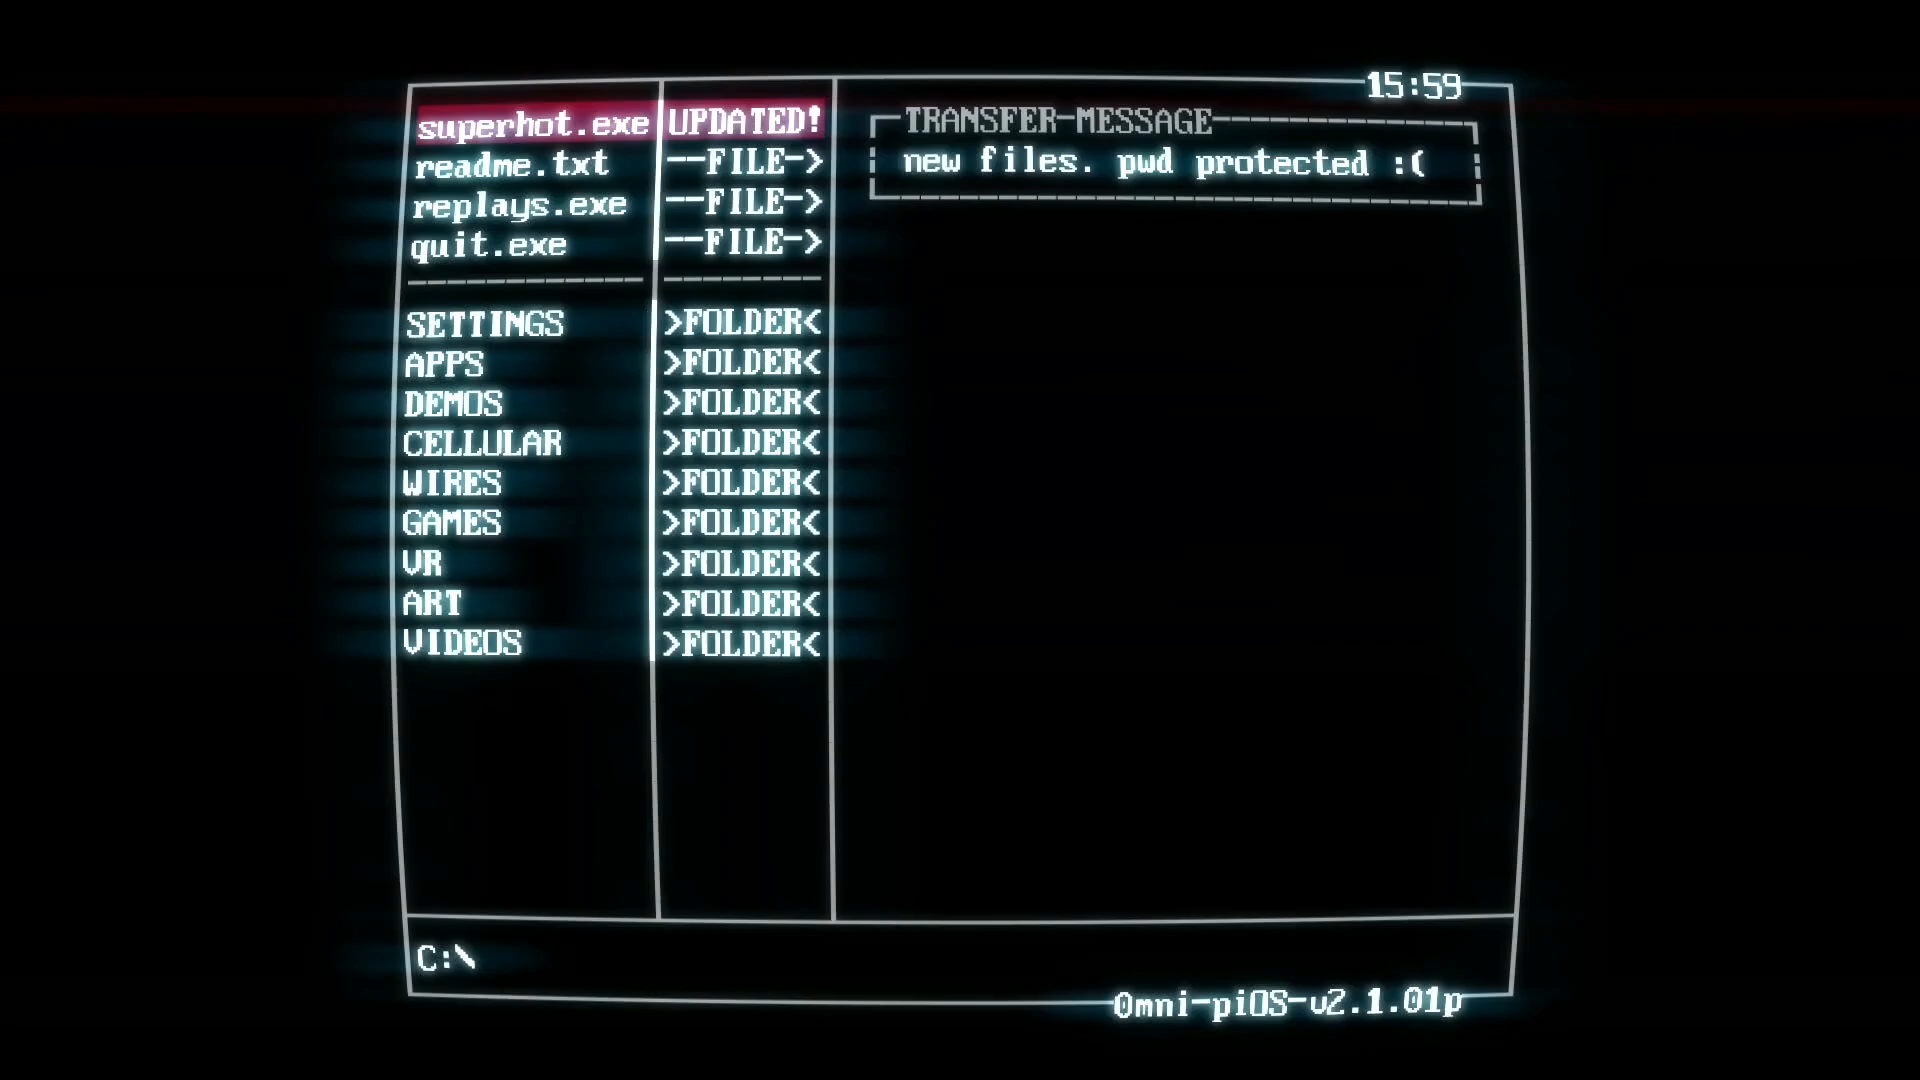 15:59
superhot.exe UPDATED!
readme.txt --FILE->
replays.exe --FILE->
quit.exe --FILE->
SETTINGS >FOLDER<
APPS >FOLDER<
DEMOS >FOLDER<
CELLULAR >FOLDER<
WIRES >FOLDER<
GAMES >FOLDER<
VR >FOLDER<
ART >FOLDER<
VIDEOS >FOLDER<
TRANSFER-MESSAGE
new files. pwd protected :(
C:\
0mni-piOS-v2.1.01p